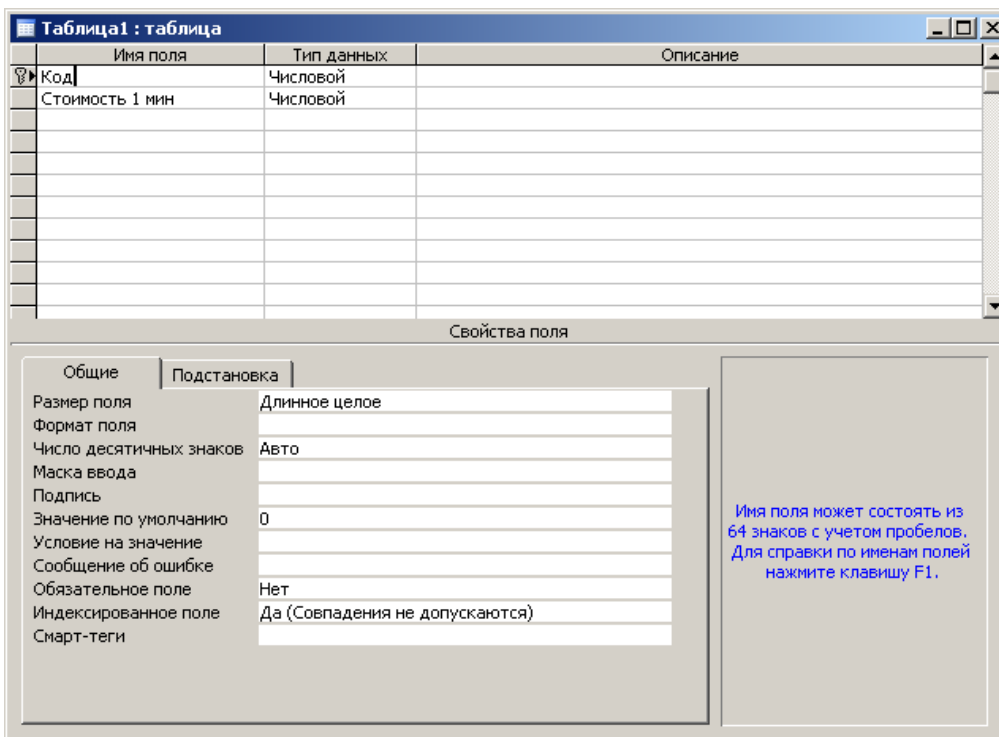 Таблица1 : таблица
Имя поля Тип данных Описание
Код Числовой
Стоимость 1 мин Числовой
Свойства поля
Общие Подстановка
Размер поля Длинное целое
Формат поля
Число десятичных знаков Авто
Маска ввода
Подпись
Значение по умолчанию 0
Условие на значение
Сообщение об ошибке
Обязательное поле Нет
Индексированное поле Да (Совпадения не допускаются)
Смарт-теги
Имя поля может состоять из
64 знаков с учетом пробелов.
Для справки по именам полей
нажмите клавишу F1.